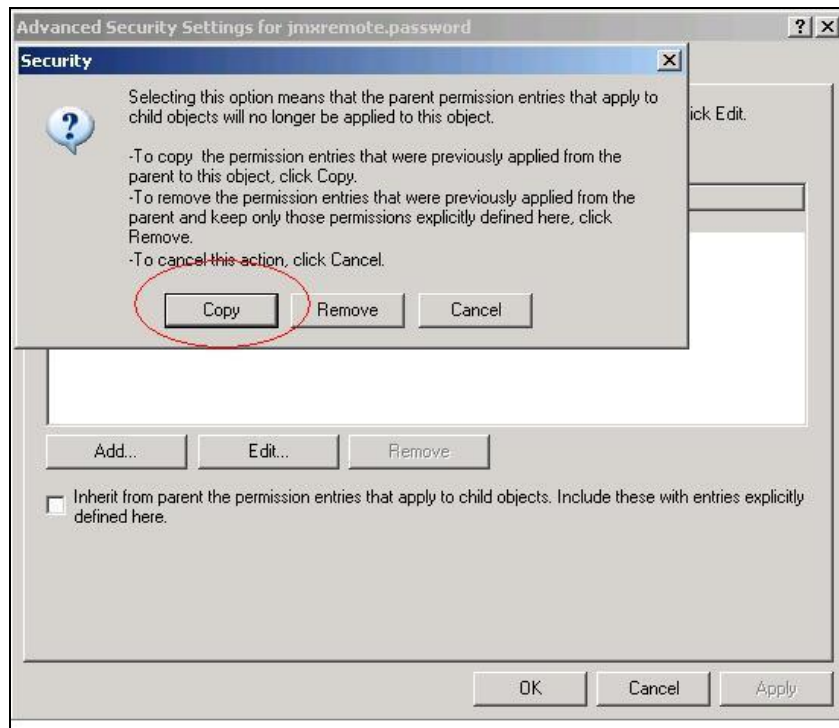 Advanced Security Settings for jmxremote.password
Security
Selecting this option means that the parent permission entries that apply to
child objects will no longer be applied to this object.
ick Edit.
-To copy the permission entries that were previously applied from the
parent to this object, click Copy.
-To remove the permission entries that were previously applied from the
parent and keep only those permissions explicitly defined here, click
Remove.
-To cancel this action, click Cancel.
Copy Remove Cancel
Add... Edit... Remove
Inherit from parent the permission entries that apply to child objects. Include these with entries explicitly
defined here.
OK Cancel Apply